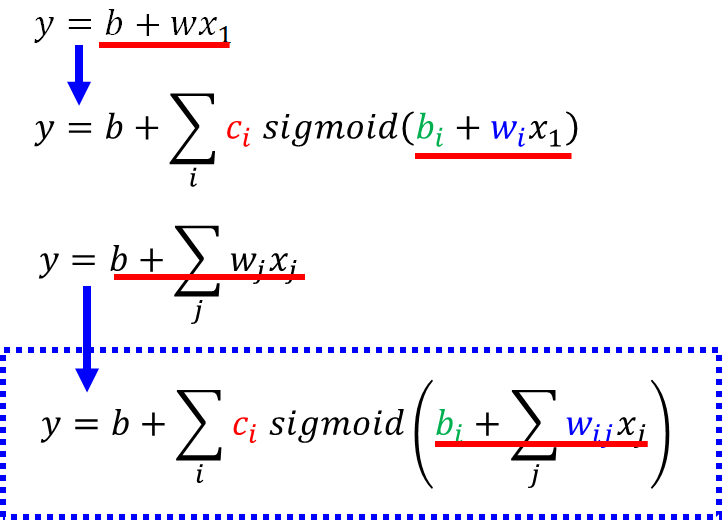 y = b + wx₁
y = b + ∑ᵢ cᵢ sigmoid(bᵢ + wᵢx₁)
y = b + ∑ⱼ wⱼxⱼ
y = b + ∑ᵢ cᵢ sigmoid(bᵢ + ∑ⱼ wᵢⱼxⱼ)